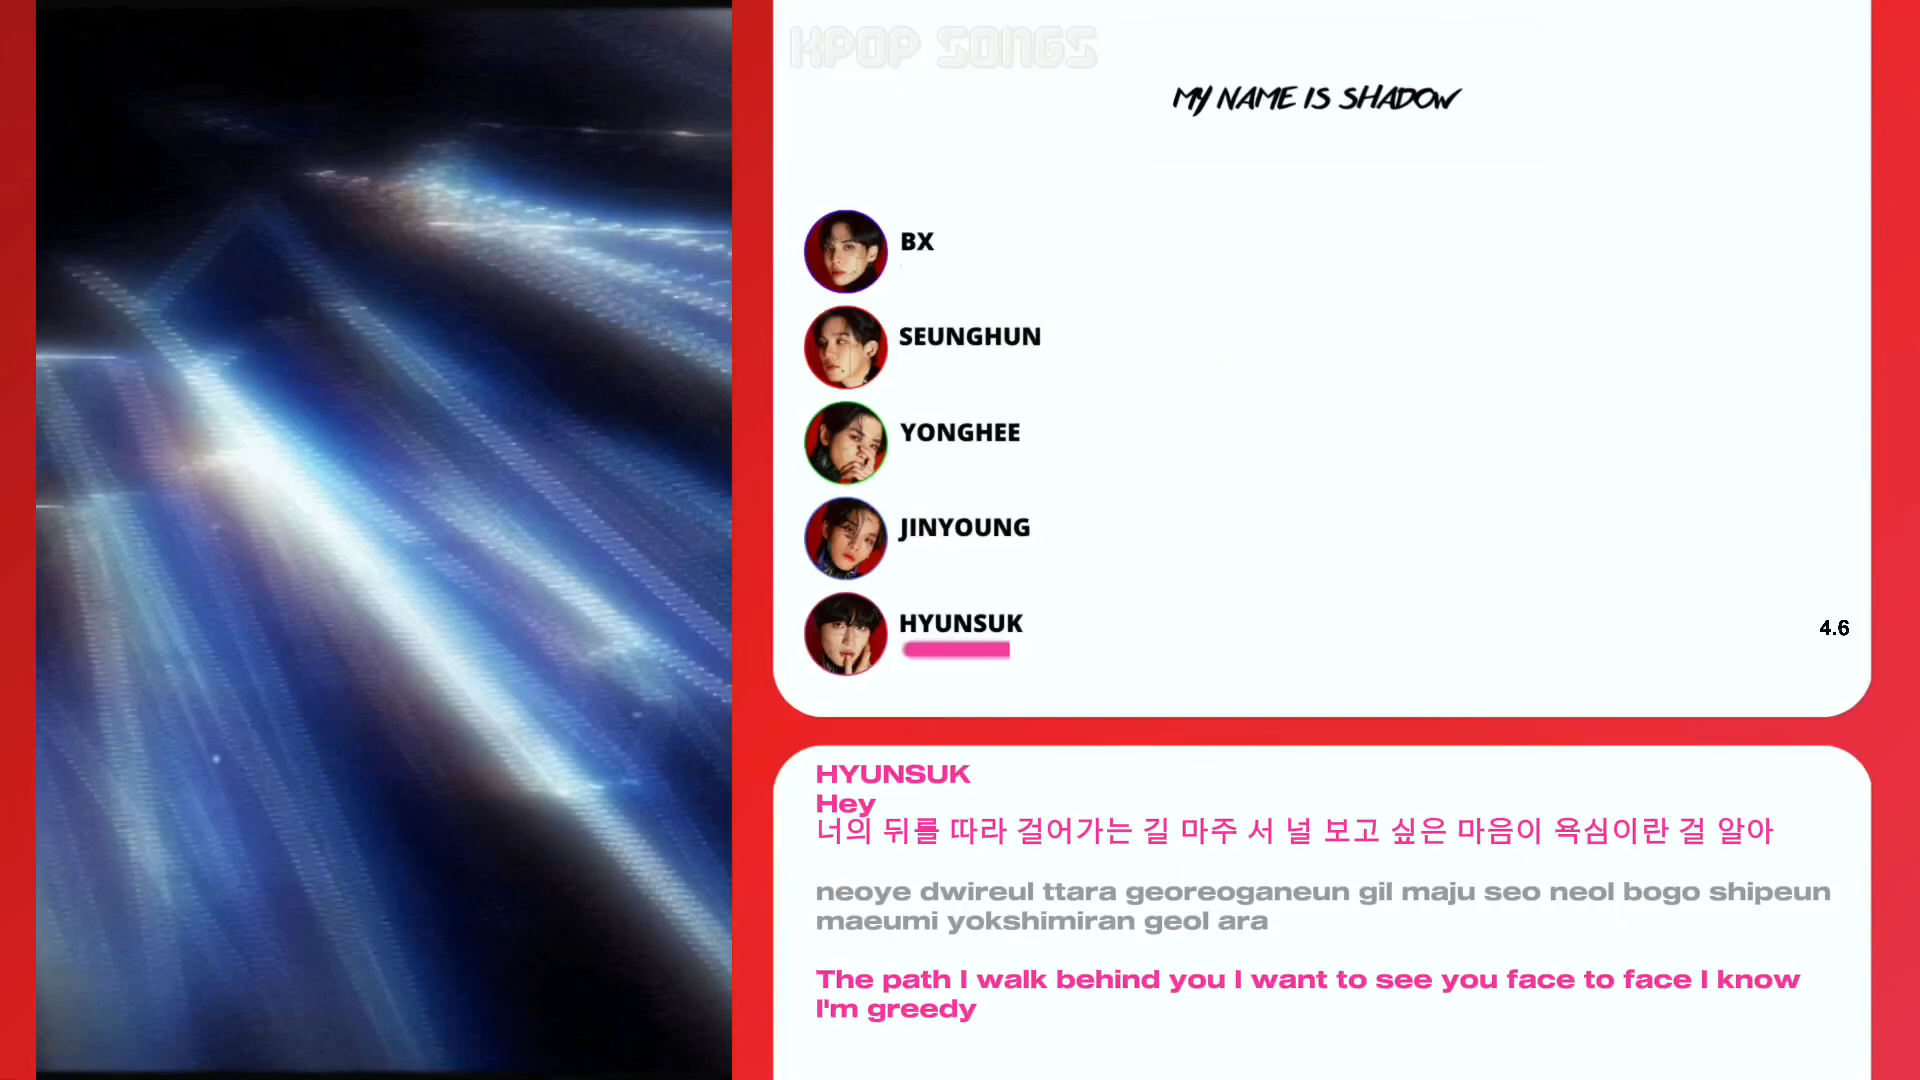 KPOP SONGS
MY NAME IS SHADOW
BX
SEUNGHUN
YONGHEE
JINYOUNG
HYUNSUK
4.6
HYUNSUK
Hey
너의 뒤를 따라 걸어가는 길 마주 서 널 보고 싶은 마음이 욕심이란 걸 알아
neoye dwireul ttara georeoganeun gil maju seo neol bogo shipeun
maeumi yokshimiran geol ara
The path I walk behind you I want to see you face to face I know
I'm greedy